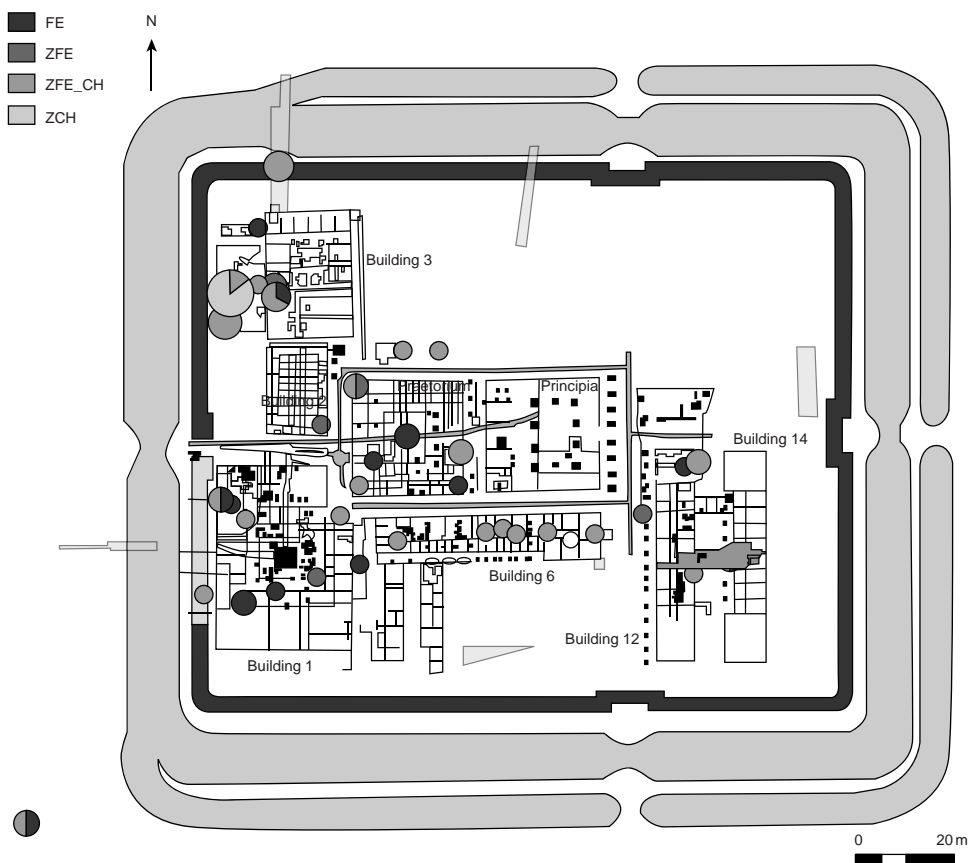 FE
ZFE
ZFE_CH
ZCH
N
Building 3
Building 2
Praetorium
Principia
Building 14
Building 6
Building 12
Building 1
0 20 m